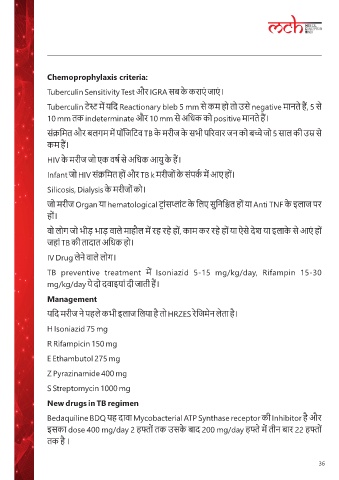 mch
Chemoprophylaxis criteria:
Tuberculin Sensitivity Test और IGRA सब के कराएं जाएं।
Tuberculin टेस्ट में यदि Reactionary bleb 5 mm से कम हो तो उसे negative मानते हैं, 5 से
10 mm तक indeterminate और 10 mm से अधिक को positive मानते हैं।
संक्रमित और बलगम में पॉजिटिव TB के मरीज के सभी परिवार जन को बच्चे जो 5 साल की उम्र से
कम हैं।
HIV के मरीज जो एक वर्ष से अधिक आयु के हैं।
Infant जो HIV संक्रमित हों और TB k मरीजों के संपर्क में आए हों।
Silicosis, Dialysis के मरीजों को।
जो मरीज Organ या hematological ट्रांसप्लांट के लिए सुनिश्चित हों या Anti TNF के इलाज पर
हों।
वो लोग जो भीड़ भाड़ वाले माहौल में रह रहे हों, काम कर रहे हों या ऐसे देश या इलाके से आएं हों
जहां TB की तादात अधिक हो।
IV Drug लेने वाले लोग।
TB preventive treatment में Isoniazid 5-15 mg/kg/day, Rifampin 15-30
mg/kg/day ये दो दवाइयां दी जाती हैं।
Management
यदि मरीज ने पहले कभी इलाज लिया है तो HRZES रेजिमेन लेता है।
H Isoniazid 75 mg
R Rifampicin 150 mg
E Ethambutol 275 mg
Z Pyrazinamide 400 mg
S Streptomycin 1000 mg
New drugs in TB regimen
Bedaquiline BDQ यह दावा Mycobacterial ATP Synthase receptor की Inhibitor है और
इसका dose 400 mg/day 2 हफ्तों तक उसके बाद 200 mg/day हफ्ते में तीन बार 22 हफ्तों
तक है ।
36